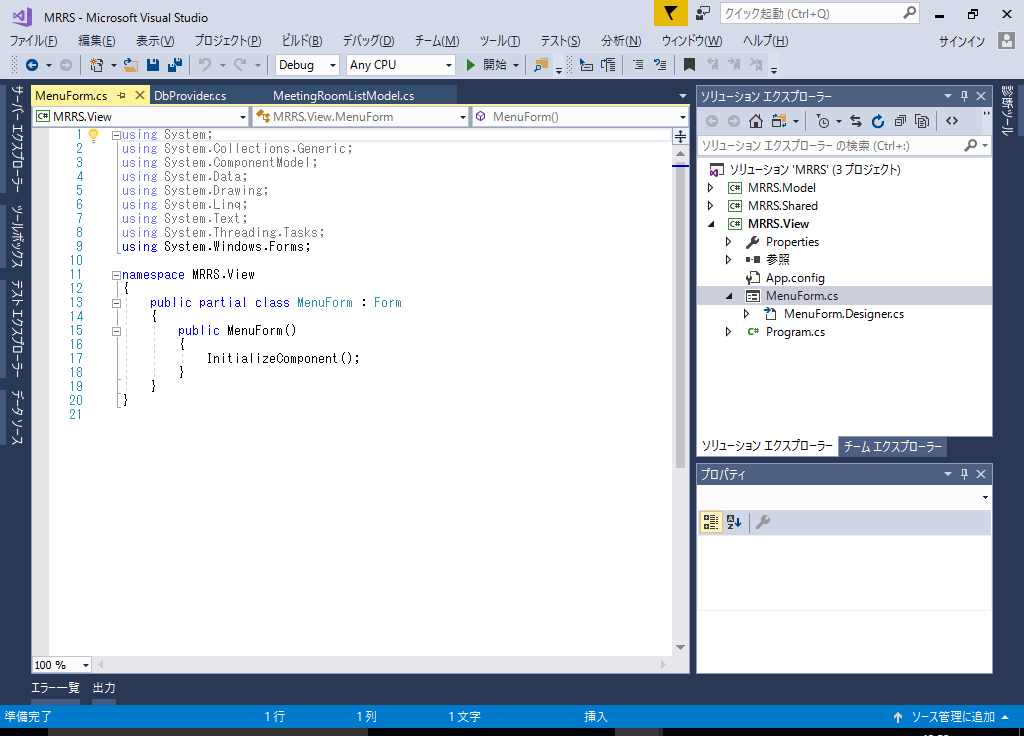 MRRS - Microsoft Visual Studio
クイック起動 (Ctrl+Q)
ファイル(F) 編集(E) 表示(V) プロジェクト(P) ビルド(B) デバッグ(D) チーム(M) ツール(T) テスト(S) 分析(N) ウィンドウ(W) ヘルプ(H) サインイン
Debug Any CPU 開始
サーバー エクスプローラー
ツールボックス
テスト エクスプローラー
データ ソース
MenuForm.cs DbProvider.cs MeetingRoomListModel.cs
C# MRRS.View MRRS.View.MenuForm MenuForm()
1 using System;
2 using System.Collections.Generic;
3 using System.ComponentModel;
4 using System.Data;
5 using System.Drawing;
6 using System.Linq;
7 using System.Text;
8 using System.Threading.Tasks;
9 using System.Windows.Forms;
10
11 namespace MRRS.View
12 {
13 public partial class MenuForm : Form
14 {
15 public MenuForm()
16 {
17 InitializeComponent();
18 }
19 }
20 }
21
100 %
ソリューション エクスプローラー
ソリューション エクスプローラー の検索 (Ctrl+:)
ソリューション 'MRRS' (3 プロジェクト)
C# MRRS.Model
C# MRRS.Shared
C# MRRS.View
Properties
参照
App.config
MenuForm.cs
MenuForm.Designer.cs
C# Program.cs
ソリューション エクスプローラー チーム エクスプローラー
プロパティ
診断ツール
エラー一覧 出力
準備完了 1 行 1 列 1 文字 挿入 ソース管理に追加